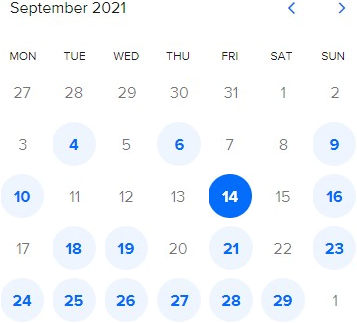 September 2021
MON TUE WED THU FRI SAT SUN
27 28 29 30 31 1 2
3 4 5 6 7 8 9
10 11 12 13 14 15 16
17 18 19 20 21 22 23
24 25 26 27 28 29 1